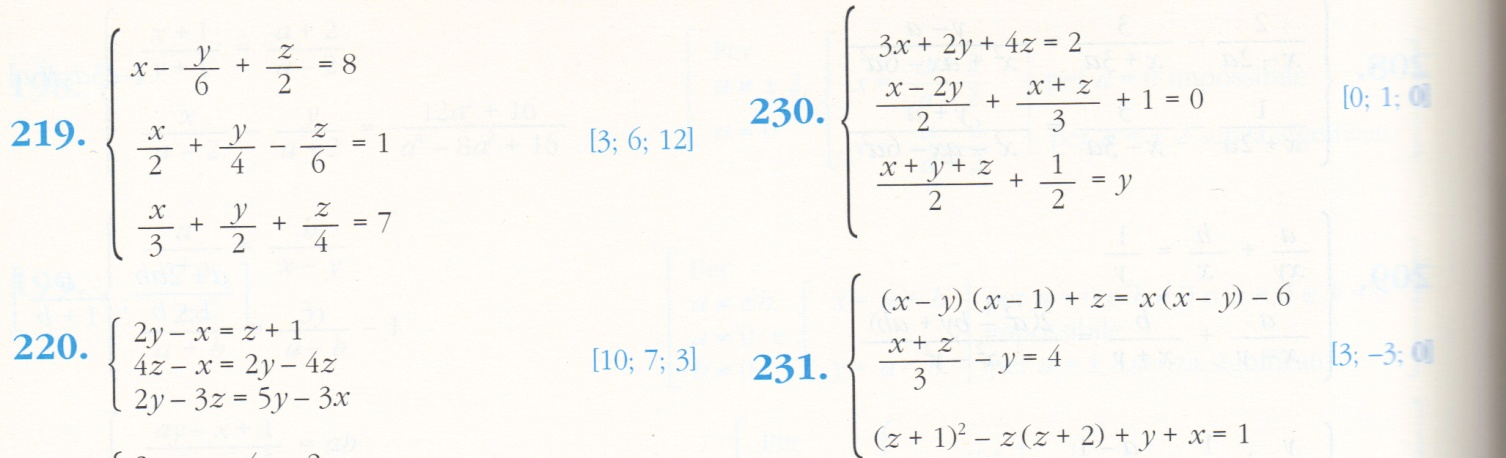 219.
x – y/6 + z/2 = 8
x/2 + y/4 – z/6 = 1
x/3 + y/2 + z/4 = 7
[3; 6; 12]
220.
2y – x = z + 1
4z – x = 2y – 4z
2y – 3z = 5y – 3x
[10; 7; 3]
230.
3x + 2y + 4z = 2
x – 2y/2 + x + z/3 + 1 = 0
x + y + z/2 + 1/2 = y
[0; 1; 0]
231.
(x – y) (x – 1) + z = x(x – y) – 6
x + z/3 – y = 4
(z + 1)² – z(z + 2) + y + x = 1
[3; –3; 0]